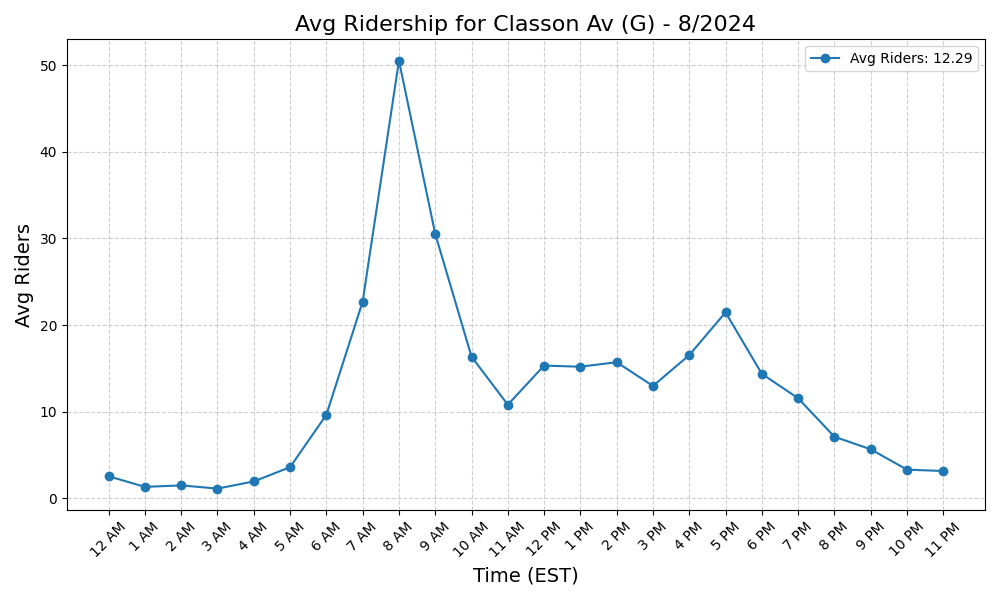 Avg Ridership for Classon Av (G) - 8/2024
Avg Riders: 12.29
Avg Riders
50
40
30
20
10
0
12 AM
1 AM
2 AM
3 AM
4 AM
5 AM
6 AM
7 AM
8 AM
9 AM
10 AM
11 AM
12 PM
1 PM
2 PM
3 PM
4 PM
5 PM
6 PM
7 PM
8 PM
9 PM
10 PM
11 PM
Time (EST)